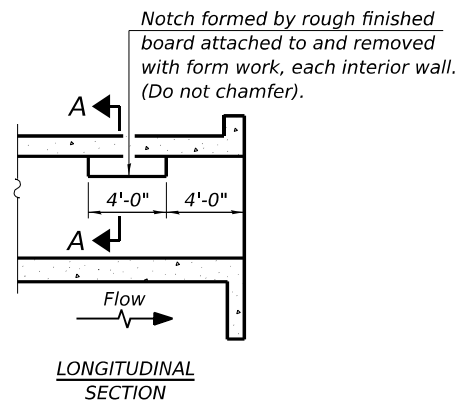 Notch formed by rough finished
board attached to and removed
with form work, each interior wall.
(Do not chamfer).
A
4'-0" 4'-0"
A
Flow
LONGITUDINAL
SECTION